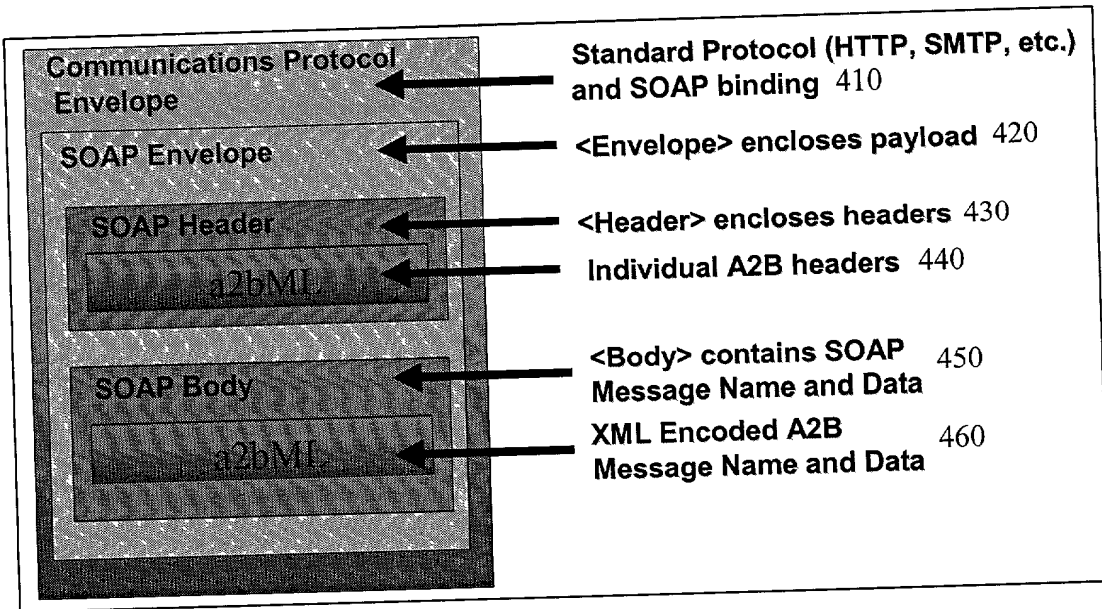 Communications Protocol
Envelope
Standard Protocol (HTTP, SMTP, etc.)
and SOAP binding 410
SOAP Envelope
<Envelope> encloses payload 420
SOAP Header
<Header> encloses headers 430
a2bML
Individual A2B headers 440
SOAP Body
<Body> contains SOAP 450
Message Name and Data
a2bML
XML Encoded A2B 460
Message Name and Data